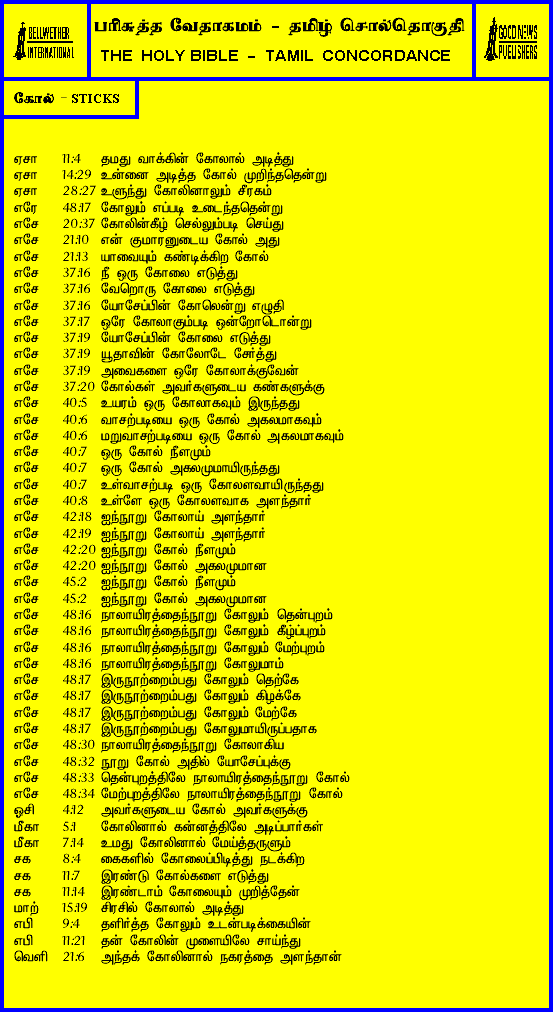 BELLWETHER
INTERNATIONAL
பரிசுத்த வேதாகமம் - தமிழ் சொல்தொகுதி
THE HOLY BIBLE - TAMIL CONCORDANCE
GOOD NEWS
PUBLISHERS
கோல் - STICKS
ஏசா 11:4 தமது வாக்கின் கோலால் அடித்து
ஏசா 14:29 உன்னை அடித்த கோல் முறிந்ததென்று
ஏசா 28:27 உளுந்து கோலினாலும் சீரகம்
எரே 48:17 கோலும் எப்படி உடைந்ததென்று
எசே 20:37 கோலின்கீழ் செல்லும்படி செய்து
எசே 21:10 என் குமாரனுடைய கோல் அது
எசே 21:13 யாவையும் கண்டிக்கிற கோல்
எசே 37:16 நீ ஒரு கோலை எடுத்து
எசே 37:16 வேறொரு கோலை எடுத்து
எசே 37:16 யோசேப்பின் கோலென்று எழுதி
எசே 37:17 ஒரே கோலாகும்படி ஒன்றோடொன்று
எசே 37:19 யோசேப்பின் கோலை எடுத்து
எசே 37:19 யூதாவின் கோலோடே சேர்த்து
எசே 37:19 அவைகளை ஒரே கோலாக்குவேன்
எசே 37:20 கோல்கள் அவர்களுடைய கண்களுக்கு
எசே 40:5 உயரம் ஒரு கோலாகவும் இருந்தது
எசே 40:6 வாசற்படியை ஒரு கோல் அகலமாகவும்
எசே 40:6 மறுவாசற்படியை ஒரு கோல் அகலமாகவும்
எசே 40:7 ஒரு கோல் நீளமும்
எசே 40:7 ஒரு கோல் அகலமுமாயிருந்தது
எசே 40:7 உள்வாசற்படி ஒரு கோலளவாயிருந்தது
எசே 40:8 உள்ளே ஒரு கோலளவாக அளந்தார்
எசே 42:18 ஐந்நூறு கோலாய் அளந்தார்
எசே 42:19 ஐந்நூறு கோலாய் அளந்தார்
எசே 42:20 ஐந்நூறு கோல் நீளமும்
எசே 42:20 ஐந்நூறு கோல் அகலமுமான
எசே 45:2 ஐந்நூறு கோல் நீளமும்
எசே 45:2 ஐந்நூறு கோல் அகலமுமான
எசே 48:16 நாலாயிரத்தைந்நூறு கோலும் தென்புறம்
எசே 48:16 நாலாயிரத்தைந்நூறு கோலும் கீழ்ப்புறம்
எசே 48:16 நாலாயிரத்தைந்நூறு கோலும் மேற்புறம்
எசே 48:16 நாலாயிரத்தைந்நூறு கோலுமாம்
எசே 48:17 இருநூற்றைம்பது கோலும் தெற்கே
எசே 48:17 இருநூற்றைம்பது கோலும் கிழக்கே
எசே 48:17 இருநூற்றைம்பது கோலும் மேற்கே
எசே 48:17 இருநூற்றைம்பது கோலுமாயிருப்பதாக
எசே 48:30 நாலாயிரத்தைந்நூறு கோலாகிய
எசே 48:32 நூறு கோல் அதில் யோசேப்புக்கு
எசே 48:33 தென்புறத்திலே நாலாயிரத்தைந்நூறு கோல்
எசே 48:34 மேற்புறத்திலே நாலாயிரத்தைந்நூறு கோல்
ஓசி 4:12 அவர்களுடைய கோல் அவர்களுக்கு
மீகா 5:1 கோலினால் கன்னத்திலே அடிப்பார்கள்
மீகா 7:14 உமது கோலினால் மேய்த்தருளும்
சக 8:4 கைகளில் கோலைப்பிடித்து நடக்கிற
சக 11:7 இரண்டு கோல்களை எடுத்து
சக 11:14 இரண்டாம் கோலையும் முறித்தேன்
மாற் 15:19 சிரசில் கோலால் அடித்து
எபி 9:4 தளிர்த்த கோலும் உடன்படிக்கையின்
எபி 11:21 தன் கோலின் முனையிலே சாய்ந்து
வெளி 21:6 அந்தக் கோலினால் நகரத்தை அளந்தான்